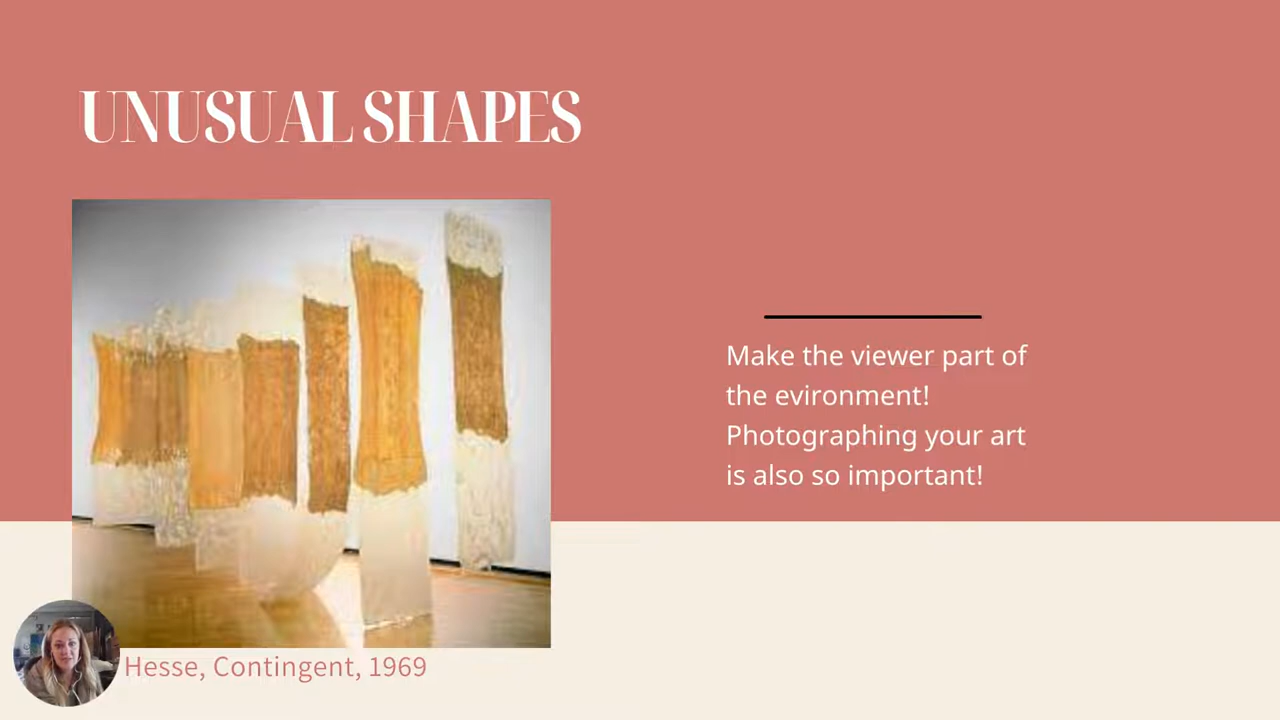 UNUSUAL SHAPES
Make the viewer part of
the evironment!
Photographing your art
is also so important!
Hesse, Contingent, 1969